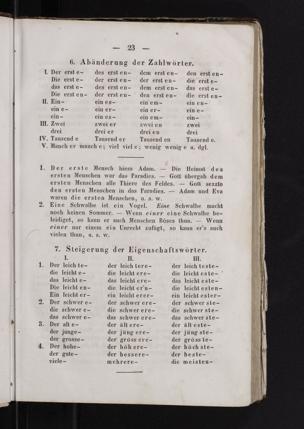 — 23 —
6. Abänderung der Zahlwörter.
I. Der erst e- des erst en- dem erst en- den erst en-
Die erst e- der erst en- der erst en- die erst e-
das erst e- des erst en- dem erst en- das erst e-
Die erst en- der erst en- den erst en- die erst en-
II. Ein- ein es- ein em- ein en-
ein e- ein er- ein er- ein e-
ein- ein es- ein em- ein-
III. Zwei zwei er zwei en zwei
drei drei er drei en drei
IV. Tausend e Tausend er Tausend en Tausend e.
V. Manch er manch e; viel viel e; wenig wenig e u. dgl.
1. Der erste Mensch hiess Adam. — Die Heimot des
ersten Menschen war das Paradies. — Gott übergab dem
ersten Menschen alle Thiere des Feldes. — Gott setzte
den ersten Menschen in das Paradies. — Adam und Eva
waren die ersten Menschen, u. s. w.
2. Eine Schwalbe ist ein Vogel. Eine Schwalbe macht
noch keinen Sommer. — Wenn einer eine Schwalbe be-
leidiget, so kann er auch Menschen Böses thun. — Wenn
einer nur einem ein Unrecht zufügt, so kann er's auch
vielen thun, u. s. w.
7. Steigerung der Eigenschaftswörter.
I. II. III.
1. Der leicht e- der leicht ere- der leicht este-
die leicht e- die leicht ere- die leicht este-
das leicht e- das leicht ere- das leicht este-
Die leicht en- die leicht er'n- die leicht esten-
Ein leicht er- ein leicht erer- ein leicht ester-
2. Der schwer e- der schwer ere- der schwer ste-
die schwer e- die schwer ere- die schwer ste-
das schwer e- das schwer ere- das schwer ste-
3. Der alt e- der ält ere- der ält este-
der junge- der jüng ere- der jüng ste-
der grosse- der gröss ere- der grös ste-
4. Der hohe- der höh ere- der höch ste-
der gute- der bessere- der beste-
viele- mehrere- die meisten-